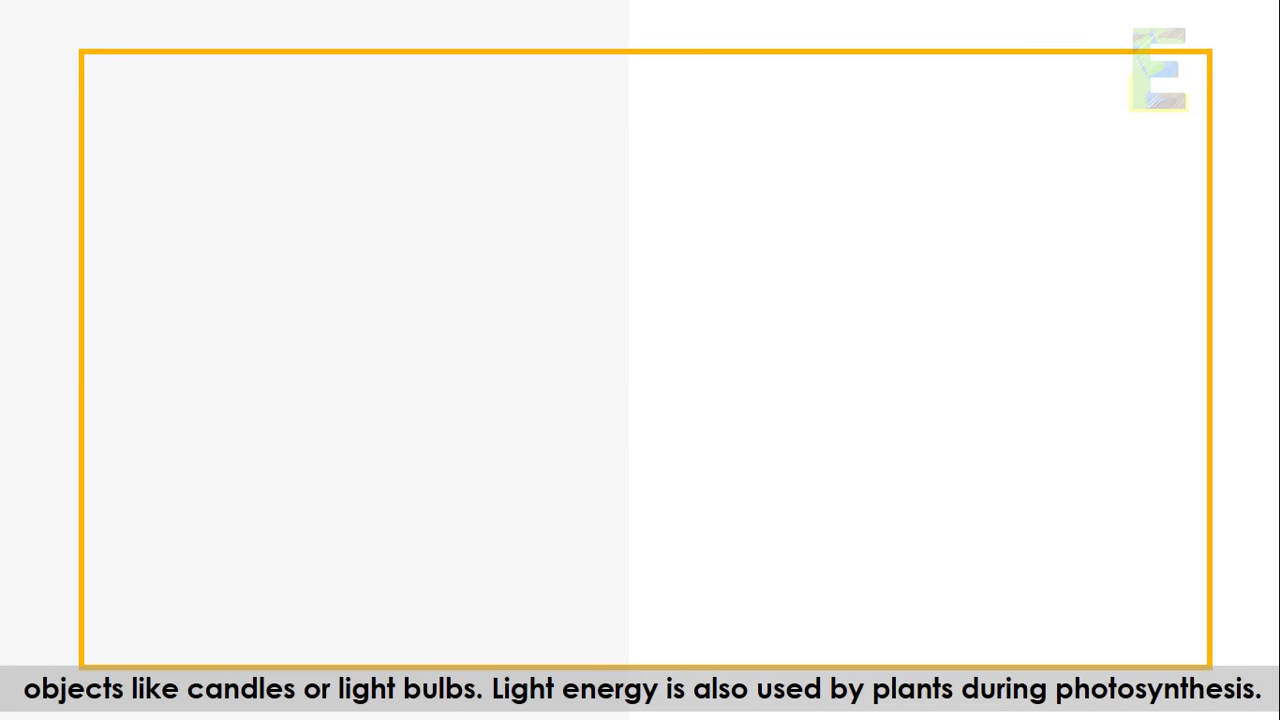 E
objects like candles or light bulbs. Light energy is also used by plants during photosynthesis.